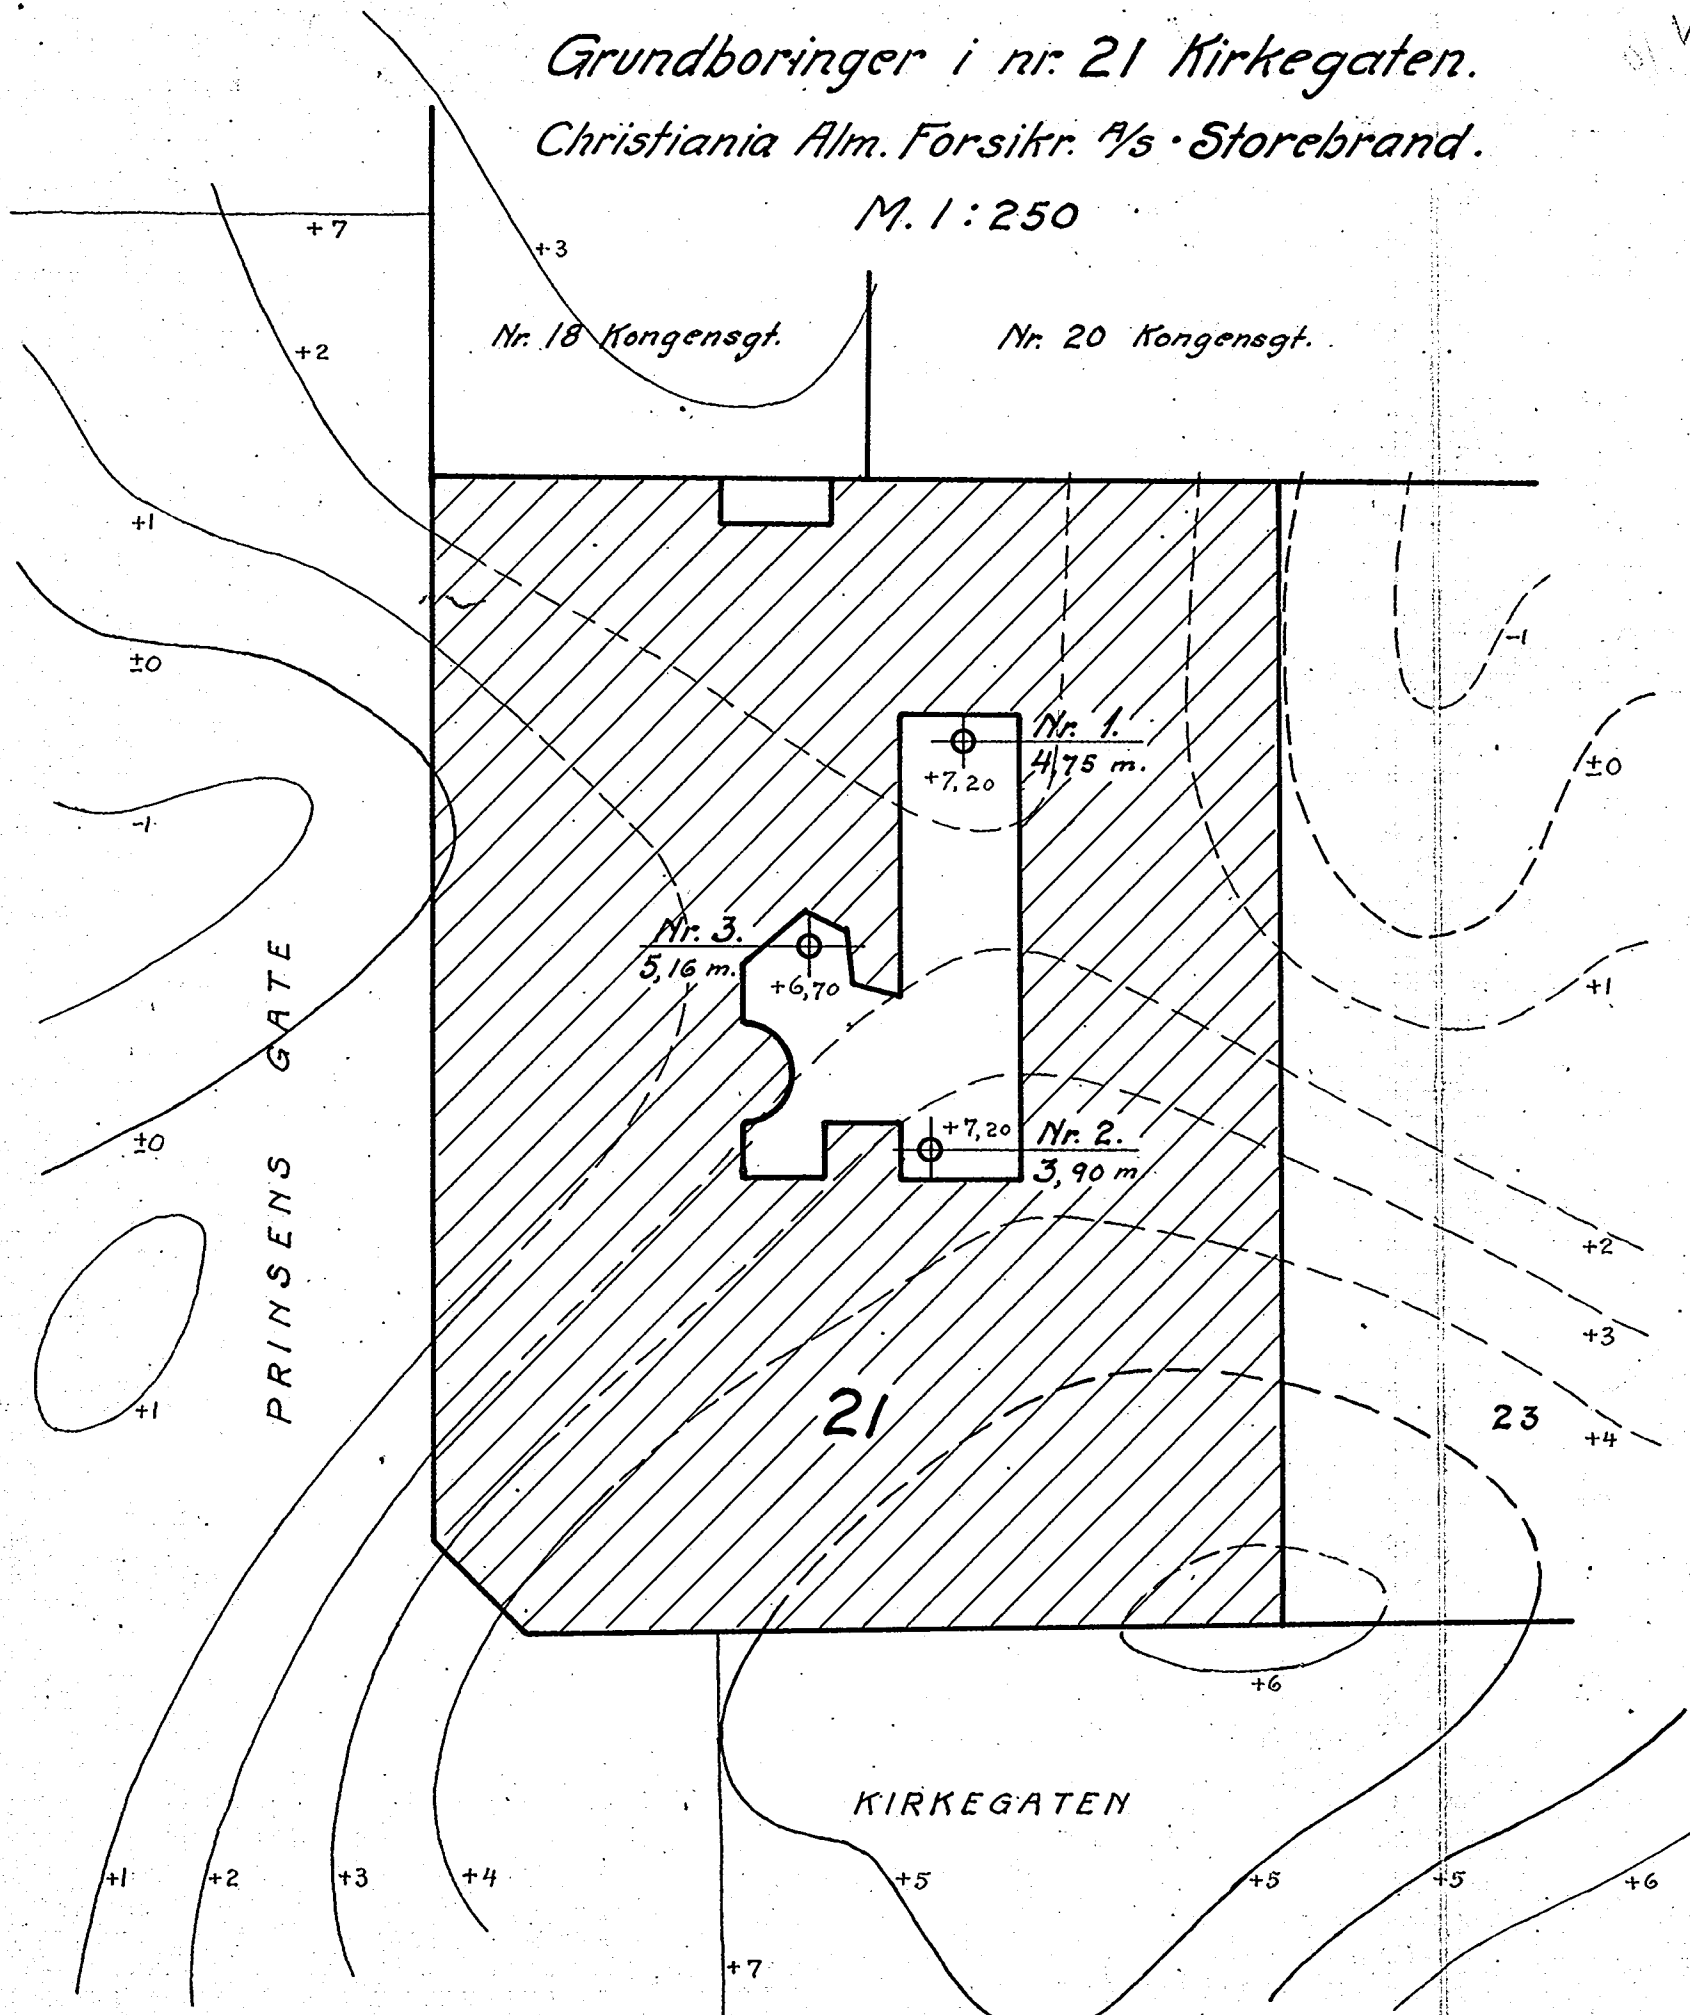 Grundboringer i nr. 21 Kirkegaten.
Christiania Alm. Forsikr. A/s · Storebrand.
M. 1 : 250
+7
+3
+2
Nr. 18 Kongensgt.
Nr. 20 Kongensgt.
+1
±0
-1
Nr. 1.
4,75 m.
+7,20
±0
-1
Nr. 3.
5,16 m.
+6,70
+1
PRINSENS GATE
±0
+7,20
Nr. 2.
3,90 m
+2
+3
+1
21
23
+4
+6
KIRKEGATEN
+1
+2
+3
+4
+5
+5
+5
+6
+7